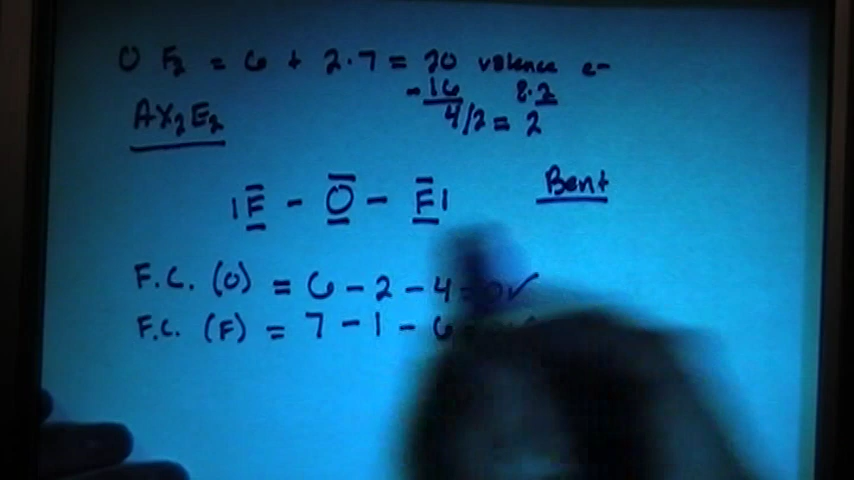 O F₂ = 6 + 2·7 = 20 valence e-
-16 8·2
AX₂E₂ 4/2 = 2
|F - O - F| Bent
F.C. (O) = 6 - 2 - 4 = 0 ✓
F.C. (F) = 7 - 1 - 6